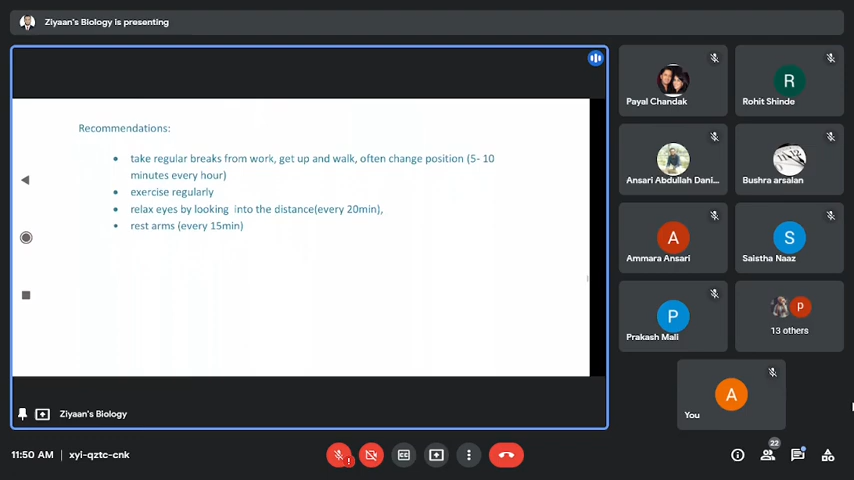 Ziyaan's Biology is presenting
Recommendations:
• take regular breaks from work, get up and walk, often change position (5- 10
minutes every hour)
• exercise regularly
• relax eyes by looking into the distance(every 20min),
• rest arms (every 15min)
Payal Chandak
R
Rohit Shinde
Ansari Abdullah Dani...
Bushra arsalan
A
Ammara Ansari
S
Saistha Naaz
P
Prakash Mali
p
13 others
A
You
Ziyaan's Biology
11:50 AM | xyl-qztc-cnk
22